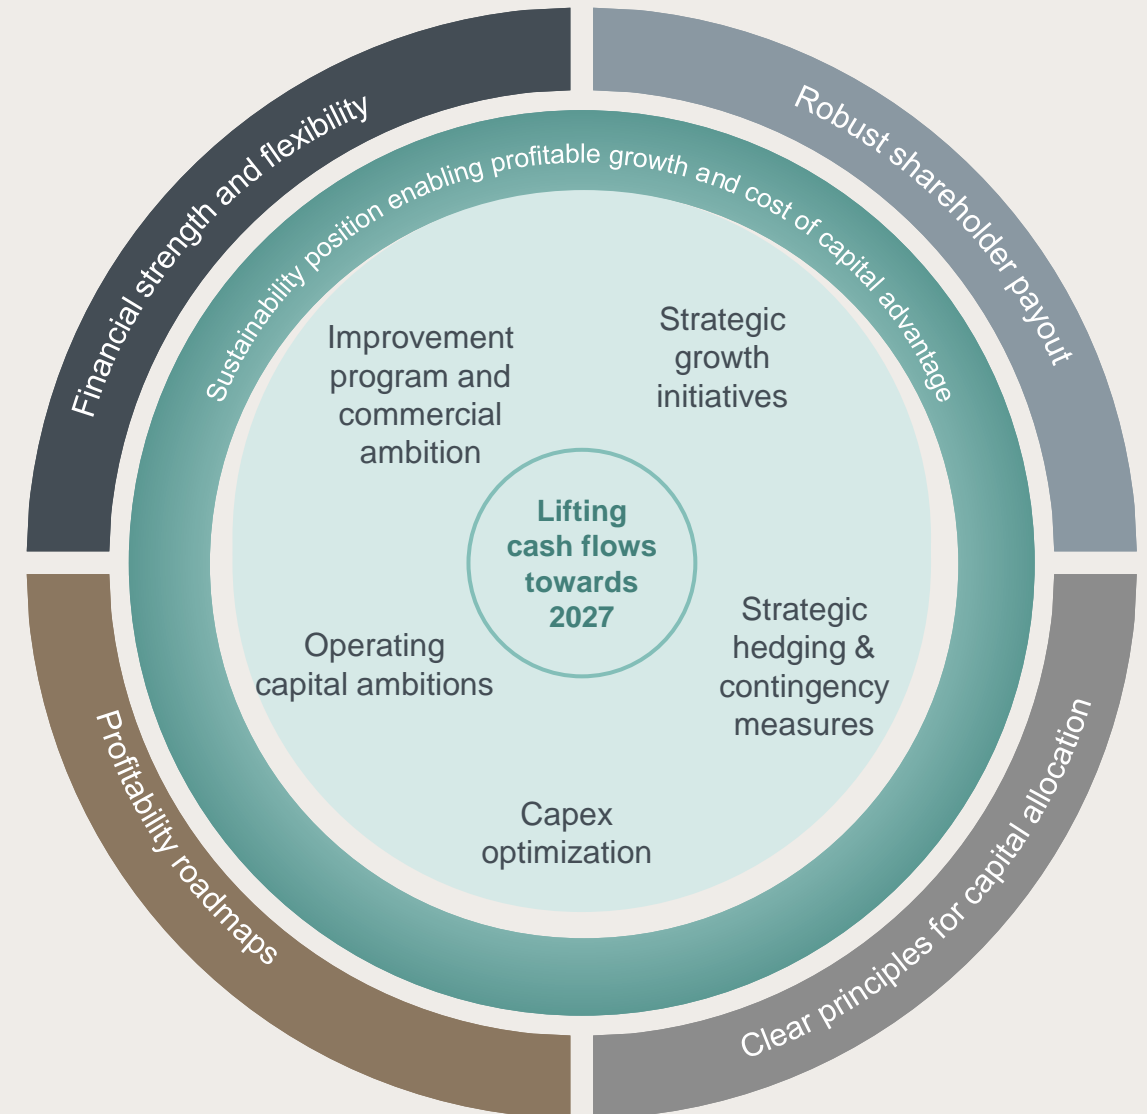 Financial strength and flexibility
Robust shareholder payout
Sustainability position enabling profitable growth and cost of capital advantage
Improvement
program and
commercial
ambition
Strategic
growth
initiatives
Lifting
cash flows
towards
2027
Operating
capital ambitions
Strategic
hedging &
contingency
measures
Capex
optimization
Profitability roadmaps
Clear principles for capital allocation